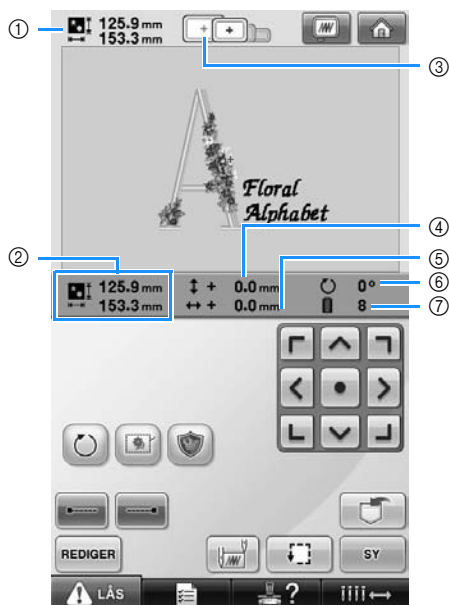 ① 125.9 mm
153.3 mm
③
Floral
Alphabet
④
② ⑤
125.9 mm + 0.0 mm 0° ⑥
153.3 mm + 0.0 mm 8 ⑦
REDIGER SY
LÅS ?